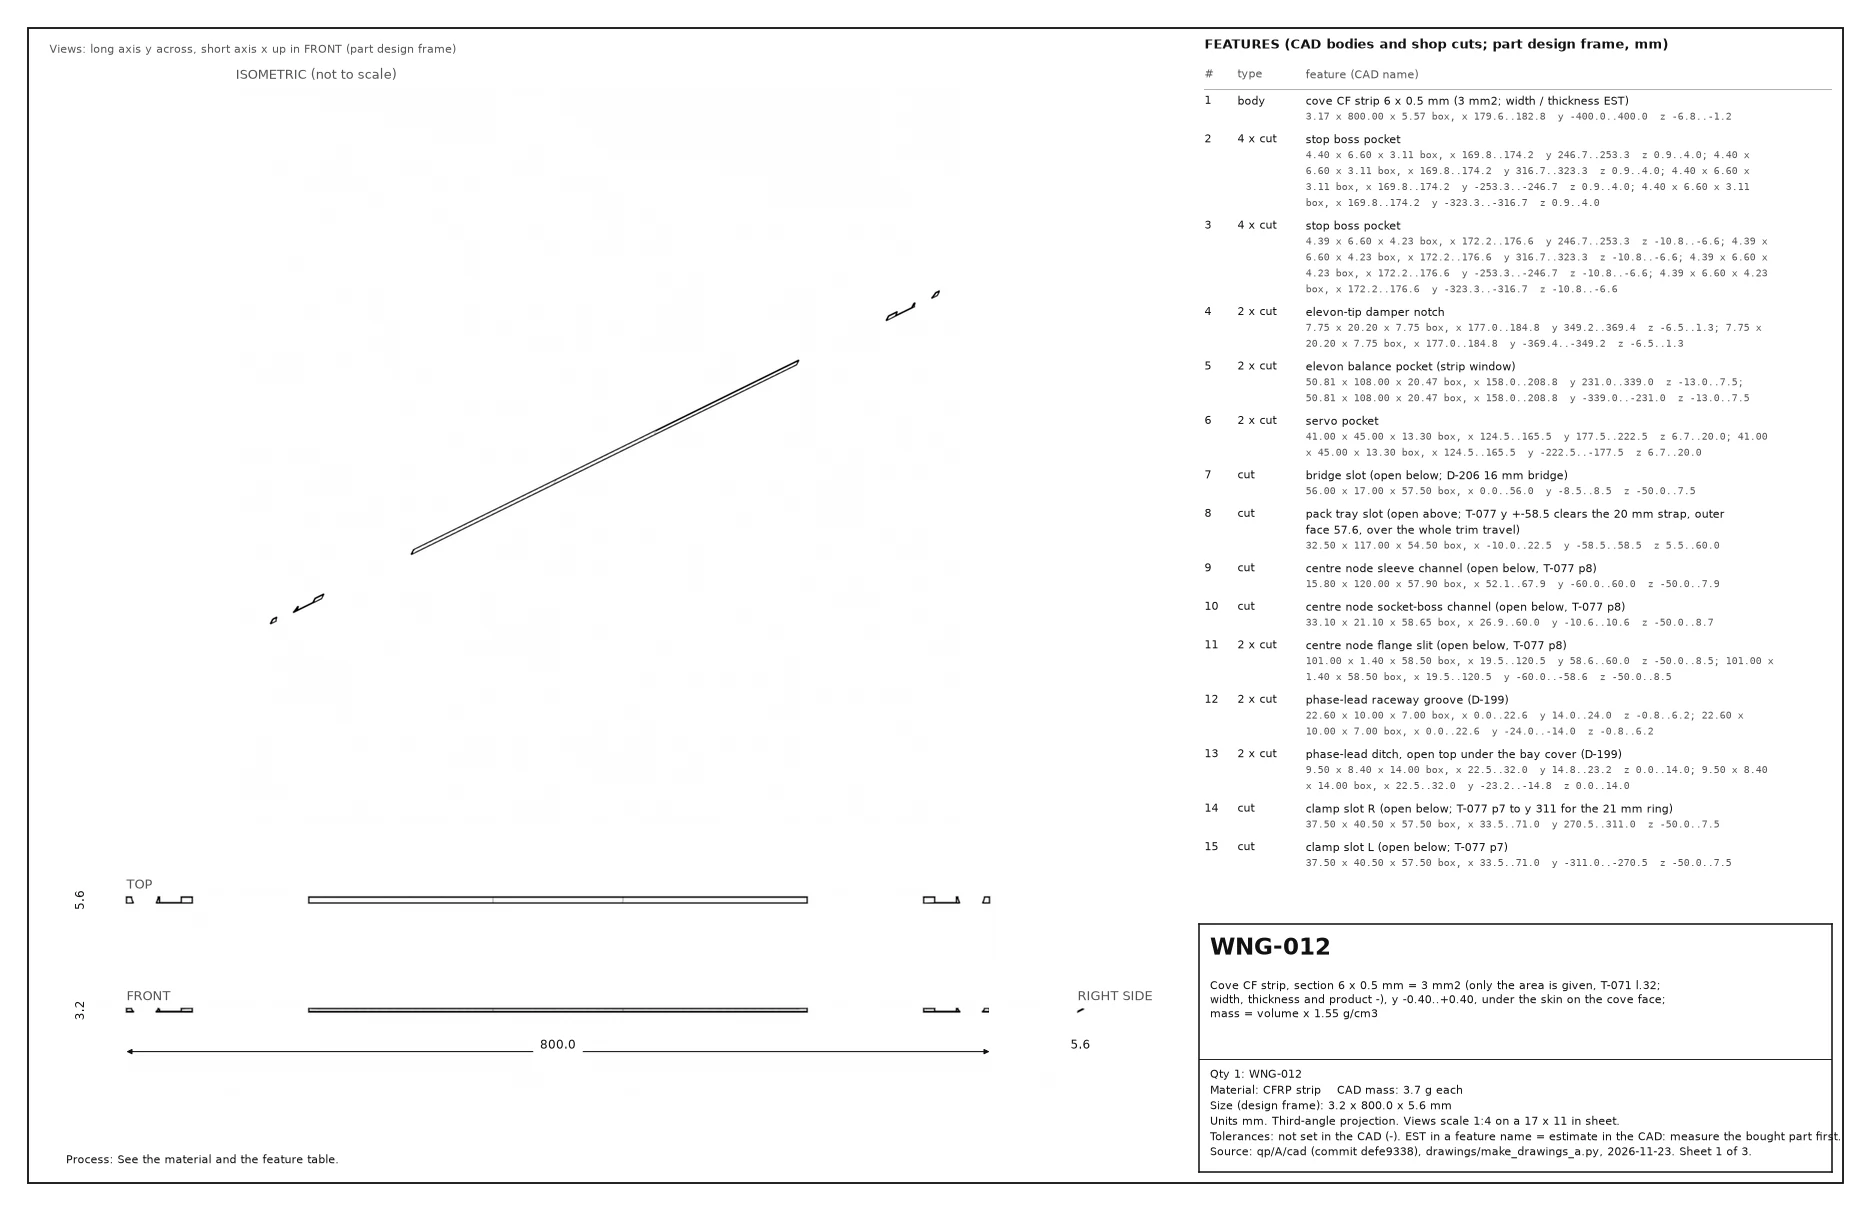 Views: long axis y across, short axis x up in FRONT (part design frame)
ISOMETRIC (not to scale)
TOP
5.6
FRONT
3.2
RIGHT SIDE
800.0
5.6
Process: See the material and the feature table.
FEATURES (CAD bodies and shop cuts; part design frame, mm)
# type feature (CAD name)
1 body cove CF strip 6 x 0.5 mm (3 mm2; width / thickness EST)
3.17 x 800.00 x 5.57 box, x 179.6..182.8 y -400.0..400.0 z -6.8..-1.2
2 4 x cut stop boss pocket
4.40 x 6.60 x 3.11 box, x 169.8..174.2 y 246.7..253.3 z 0.9..4.0; 4.40 x
6.60 x 3.11 box, x 169.8..174.2 y 316.7..323.3 z 0.9..4.0; 4.40 x 6.60 x
3.11 box, x 169.8..174.2 y -253.3..-246.7 z 0.9..4.0; 4.40 x 6.60 x 3.11
box, x 169.8..174.2 y -323.3..-316.7 z 0.9..4.0
3 4 x cut stop boss pocket
4.39 x 6.60 x 4.23 box, x 172.2..176.6 y 246.7..253.3 z -10.8..-6.6; 4.39 x
6.60 x 4.23 box, x 172.2..176.6 y 316.7..323.3 z -10.8..-6.6; 4.39 x 6.60 x
4.23 box, x 172.2..176.6 y -253.3..-246.7 z -10.8..-6.6; 4.39 x 6.60 x 4.23
box, x 172.2..176.6 y -323.3..-316.7 z -10.8..-6.6
4 2 x cut elevon-tip damper notch
7.75 x 20.20 x 7.75 box, x 177.0..184.8 y 349.2..369.4 z -6.5..1.3; 7.75 x
20.20 x 7.75 box, x 177.0..184.8 y -369.4..-349.2 z -6.5..1.3
5 2 x cut elevon balance pocket (strip window)
50.81 x 108.00 x 20.47 box, x 158.0..208.8 y 231.0..339.0 z -13.0..7.5;
50.81 x 108.00 x 20.47 box, x 158.0..208.8 y -339.0..-231.0 z -13.0..7.5
6 2 x cut servo pocket
41.00 x 45.00 x 13.30 box, x 124.5..165.5 y 177.5..222.5 z 6.7..20.0; 41.00
x 45.00 x 13.30 box, x 124.5..165.5 y -222.5..-177.5 z 6.7..20.0
7 cut bridge slot (open below; D-206 16 mm bridge)
56.00 x 17.00 x 57.50 box, x 0.0..56.0 y -8.5..8.5 z -50.0..7.5
8 cut pack tray slot (open above; T-077 y +-58.5 clears the 20 mm strap, outer
face 57.6, over the whole trim travel)
32.50 x 117.00 x 54.50 box, x -10.0..22.5 y -58.5..58.5 z 5.5..60.0
9 cut centre node sleeve channel (open below, T-077 p8)
15.80 x 120.00 x 57.90 box, x 52.1..67.9 y -60.0..60.0 z -50.0..7.9
10 cut centre node socket-boss channel (open below, T-077 p8)
33.10 x 21.10 x 58.65 box, x 26.9..60.0 y -10.6..10.6 z -50.0..8.7
11 2 x cut centre node flange slit (open below, T-077 p8)
101.00 x 1.40 x 58.50 box, x 19.5..120.5 y 58.6..60.0 z -50.0..8.5; 101.00 x
1.40 x 58.50 box, x 19.5..120.5 y -60.0..-58.6 z -50.0..8.5
12 2 x cut phase-lead raceway groove (D-199)
22.60 x 10.00 x 7.00 box, x 0.0..22.6 y 14.0..24.0 z -0.8..6.2; 22.60 x
10.00 x 7.00 box, x 0.0..22.6 y -24.0..-14.0 z -0.8..6.2
13 2 x cut phase-lead ditch, open top under the bay cover (D-199)
9.50 x 8.40 x 14.00 box, x 22.5..32.0 y 14.8..23.2 z 0.0..14.0; 9.50 x 8.40
x 14.00 box, x 22.5..32.0 y -23.2..-14.8 z 0.0..14.0
14 cut clamp slot R (open below; T-077 p7 to y 311 for the 21 mm ring)
37.50 x 40.50 x 57.50 box, x 33.5..71.0 y 270.5..311.0 z -50.0..7.5
15 cut clamp slot L (open below; T-077 p7)
37.50 x 40.50 x 57.50 box, x 33.5..71.0 y -311.0..-270.5 z -50.0..7.5
WNG-012
Cove CF strip, section 6 x 0.5 mm = 3 mm2 (only the area is given, T-071 l.32;
width, thickness and product -), y -0.40..+0.40, under the skin on the cove face;
mass = volume x 1.55 g/cm3
Qty 1: WNG-012
Material: CFRP strip CAD mass: 3.7 g each
Size (design frame): 3.2 x 800.0 x 5.6 mm
Units mm. Third-angle projection. Views scale 1:4 on a 17 x 11 in sheet.
Tolerances: not set in the CAD (-). EST in a feature name = estimate in the CAD: measure the bought part first.
Source: qp/A/cad (commit defe9338), drawings/make_drawings_a.py, 2026-11-23. Sheet 1 of 3.